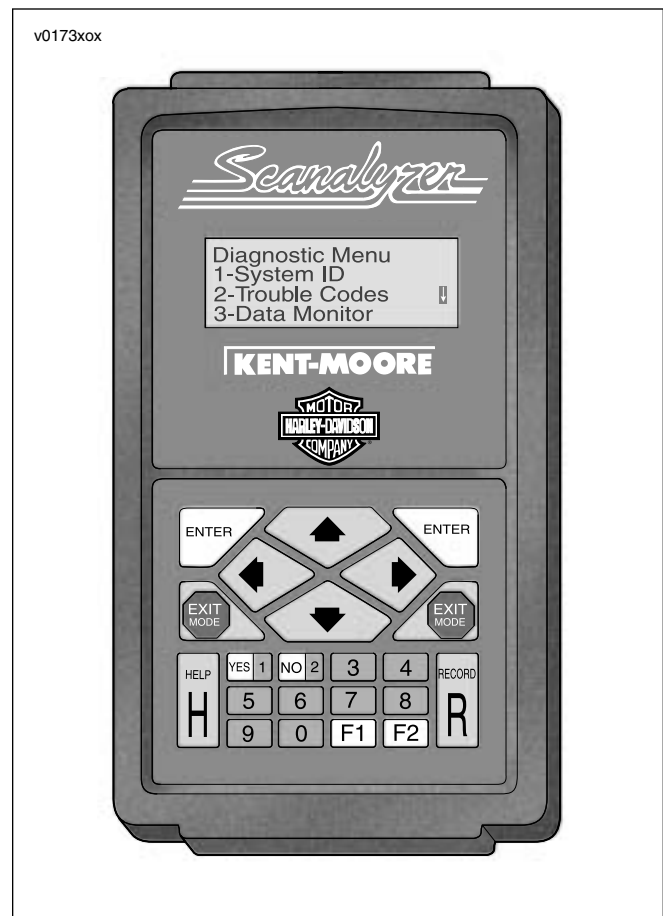 v0173xox
Scanalyzer
Diagnostic Menu
1-System ID
2-Trouble Codes ↓
3-Data Monitor
KENT-MOORE
MOTOR
HARLEY-DAVIDSON
COMPANY
ENTER ENTER
EXIT MODE EXIT MODE
HELP H YES 1 NO 2 3 4 RECORD R
5 6 7 8
9 0 F1 F2